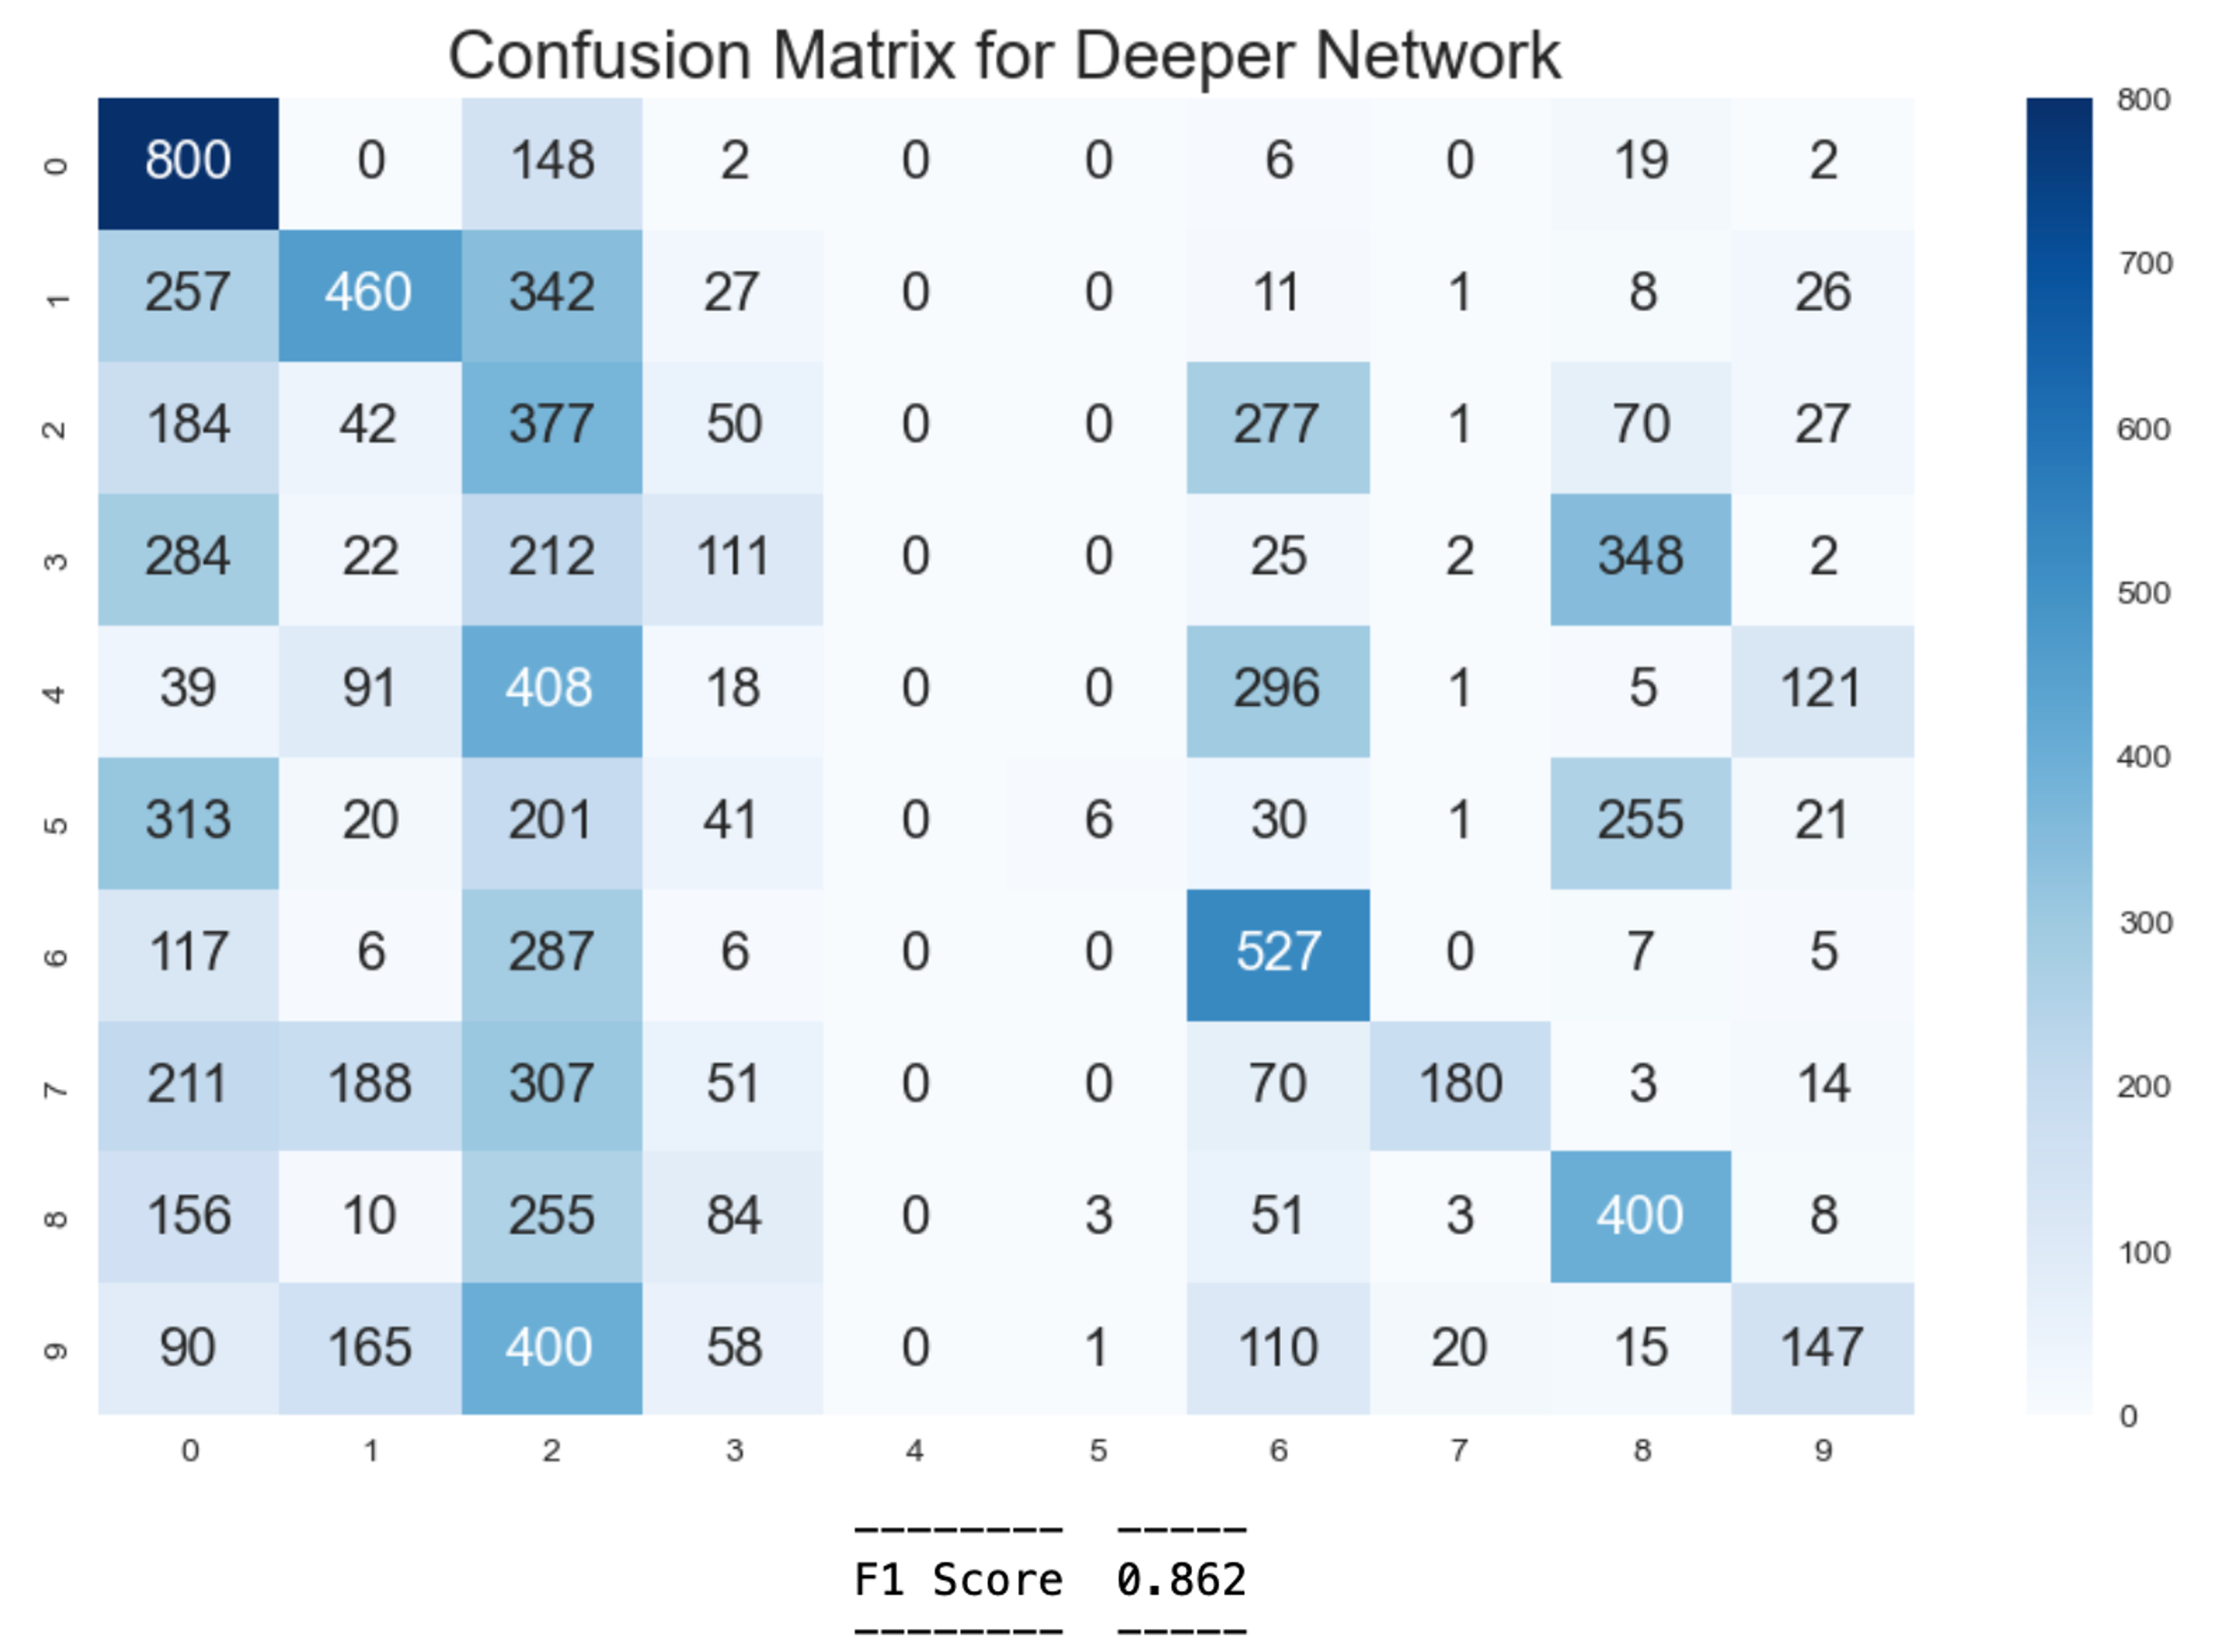 Confusion Matrix for Deeper Network
0 800 0 148 2 0 0 6 0 19 2
1 257 460 342 27 0 0 11 1 8 26
2 184 42 377 50 0 0 277 1 70 27
3 284 22 212 111 0 0 25 2 348 2
4 39 91 408 18 0 0 296 1 5 121
5 313 20 201 41 0 6 30 1 255 21
6 117 6 287 6 0 0 527 0 7 5
7 211 188 307 51 0 0 70 180 3 14
8 156 10 255 84 0 3 51 3 400 8
9 90 165 400 58 0 1 110 20 15 147
0 1 2 3 4 5 6 7 8 9
800
700
600
500
400
300
200
100
0
-------- -----
F1 Score 0.862
-------- -----